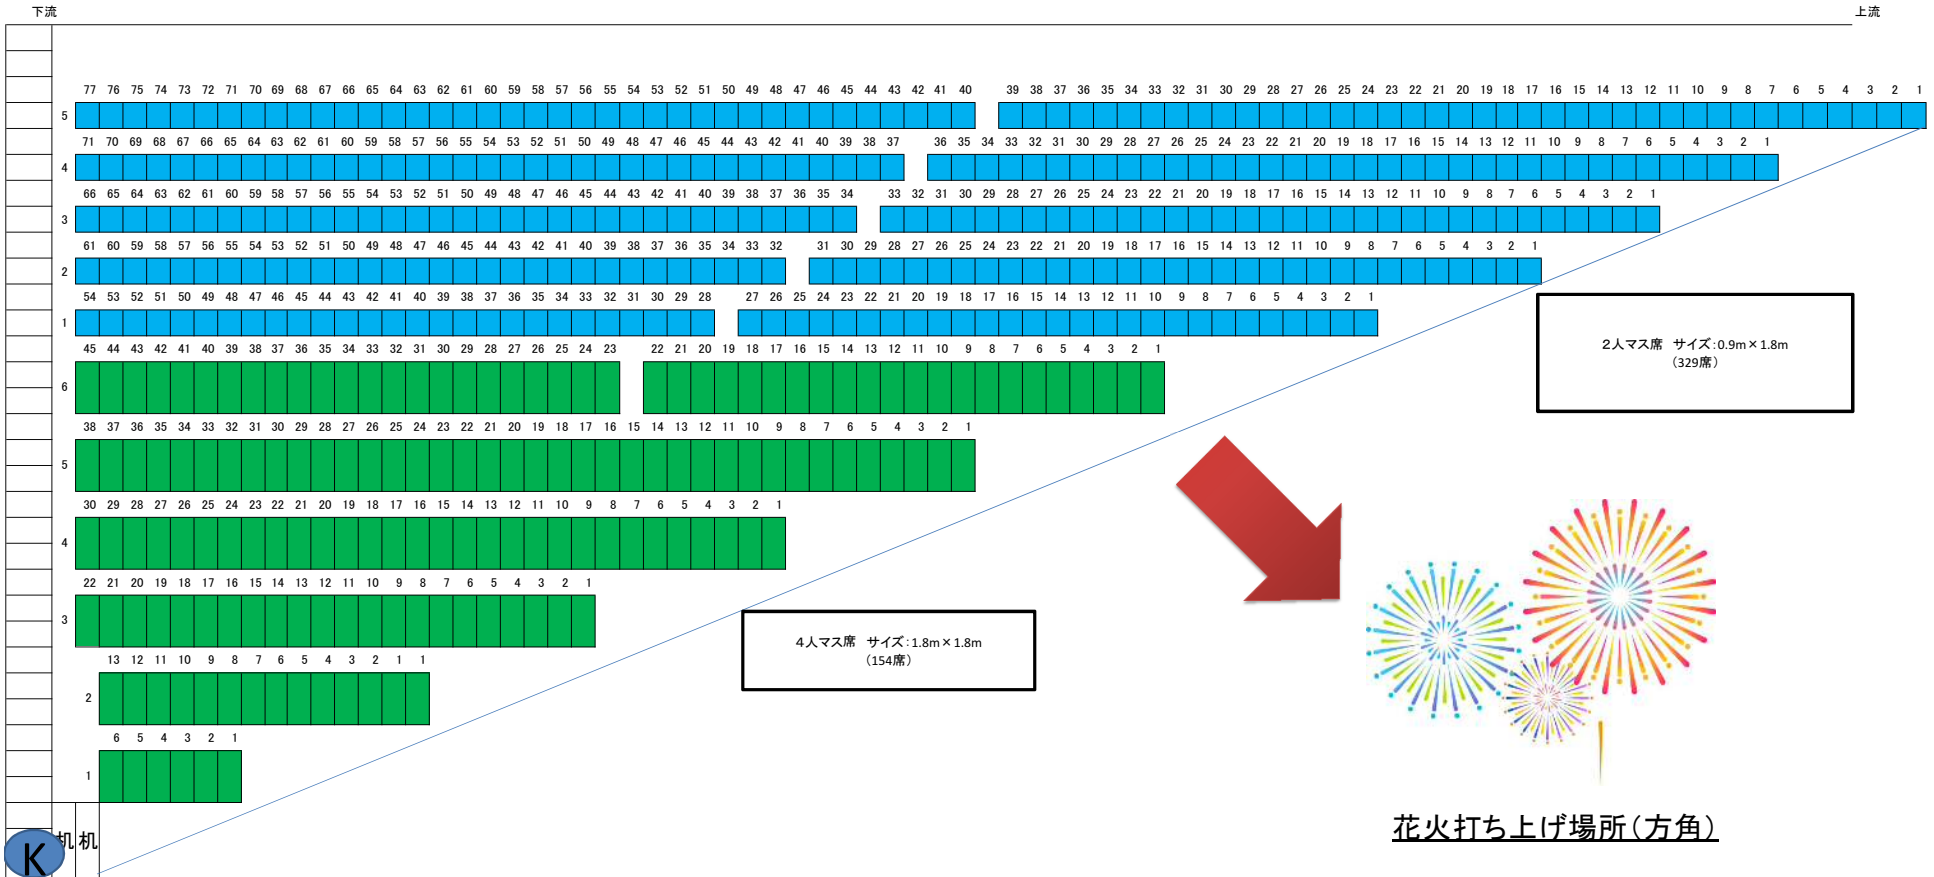 下流 上流
77 76 75 74 73 72 71 70 69 68 67 66 65 64 63 62 61 60 59 58 57 56 55 54 53 52 51 50 49 48 47 46 45 44 43 42 41 40 39 38 37 36 35 34 33 32 31 30 29 28 27 26 25 24 23 22 21 20 19 18 17 16 15 14 13 12 11 10 9 8 7 6 5 4 3 2 1
5
71 70 69 68 67 66 65 64 63 62 61 60 59 58 57 56 55 54 53 52 51 50 49 48 47 46 45 44 43 42 41 40 39 38 37 36 35 34 33 32 31 30 29 28 27 26 25 24 23 22 21 20 19 18 17 16 15 14 13 12 11 10 9 8 7 6 5 4 3 2 1
4
66 65 64 63 62 61 60 59 58 57 56 55 54 53 52 51 50 49 48 47 46 45 44 43 42 41 40 39 38 37 36 35 34 33 32 31 30 29 28 27 26 25 24 23 22 21 20 19 18 17 16 15 14 13 12 11 10 9 8 7 6 5 4 3 2 1
3
61 60 59 58 57 56 55 54 53 52 51 50 49 48 47 46 45 44 43 42 41 40 39 38 37 36 35 34 33 32 31 30 29 28 27 26 25 24 23 22 21 20 19 18 17 16 15 14 13 12 11 10 9 8 7 6 5 4 3 2 1
2
54 53 52 51 50 49 48 47 46 45 44 43 42 41 40 39 38 37 36 35 34 33 32 31 30 29 28 27 26 25 24 23 22 21 20 19 18 17 16 15 14 13 12 11 10 9 8 7 6 5 4 3 2 1
1
2人マス席 サイズ:0.9m×1.8m
(329席)
45 44 43 42 41 40 39 38 37 36 35 34 33 32 31 30 29 28 27 26 25 24 23 22 21 20 19 18 17 16 15 14 13 12 11 10 9 8 7 6 5 4 3 2 1
6
38 37 36 35 34 33 32 31 30 29 28 27 26 25 24 23 22 21 20 19 18 17 16 15 14 13 12 11 10 9 8 7 6 5 4 3 2 1
5
30 29 28 27 26 25 24 23 22 21 20 19 18 17 16 15 14 13 12 11 10 9 8 7 6 5 4 3 2 1
4
22 21 20 19 18 17 16 15 14 13 12 11 10 9 8 7 6 5 4 3 2 1
3
4人マス席 サイズ:1.8m×1.8m
(154席)
13 12 11 10 9 8 7 6 5 4 3 2 1 1
2
6 5 4 3 2 1
1
机 机
K
花火打ち上げ場所(方角)